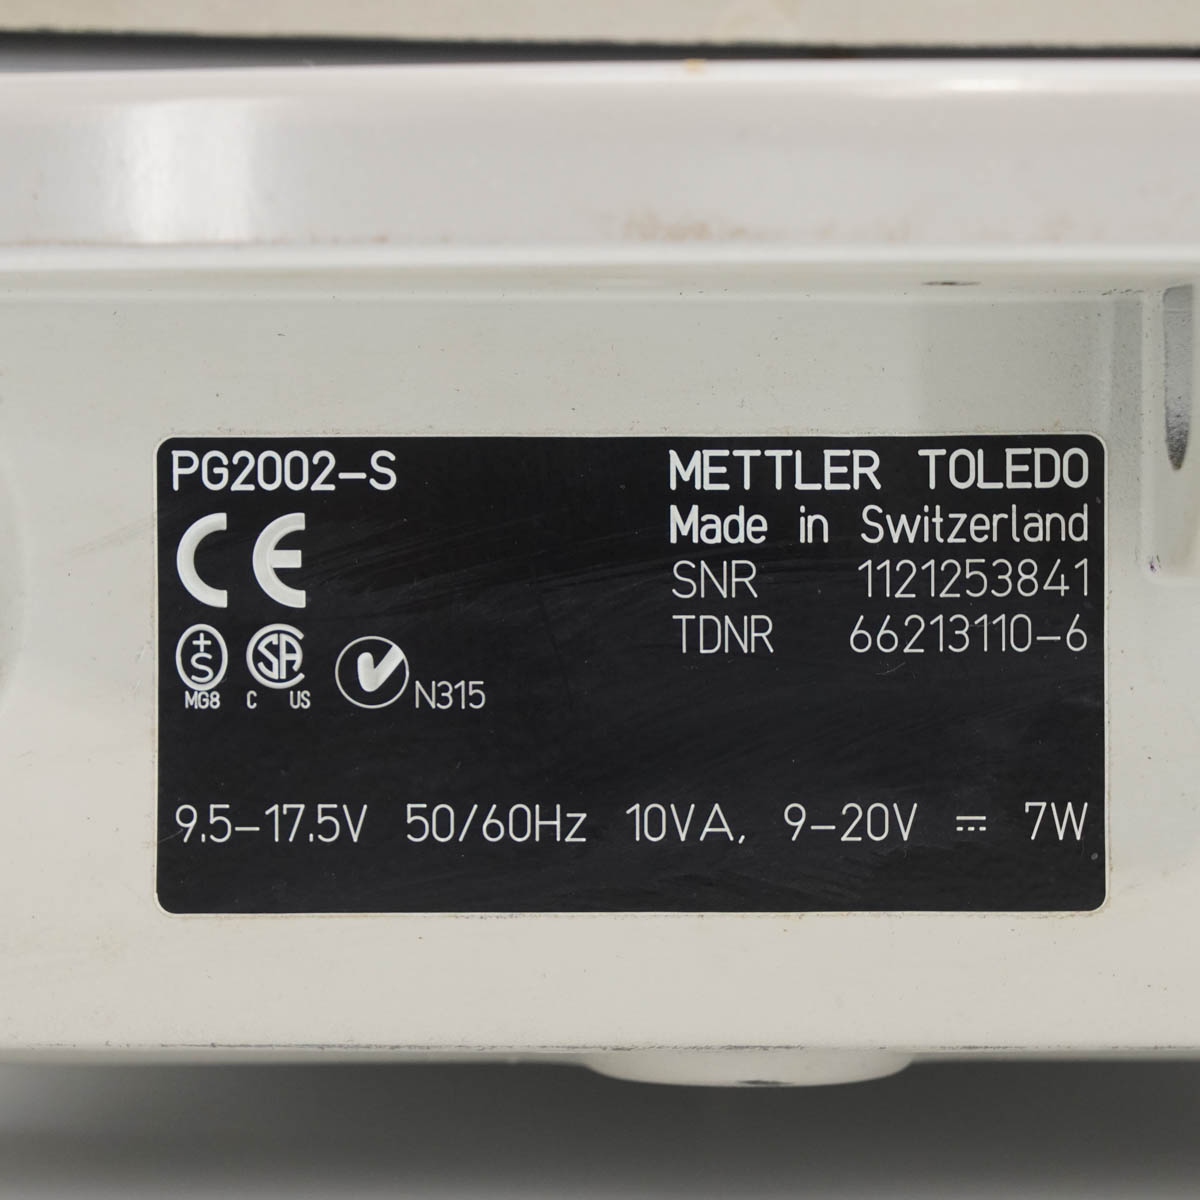 PG2002-S METTLER TOLEDO
CE Made in Switzerland
SNR 1121253841
TDNR 66213110-6
+S SA
MG8 C US N315
9.5-17.5V 50/60Hz 10VA, 9-20V ⎓ 7W